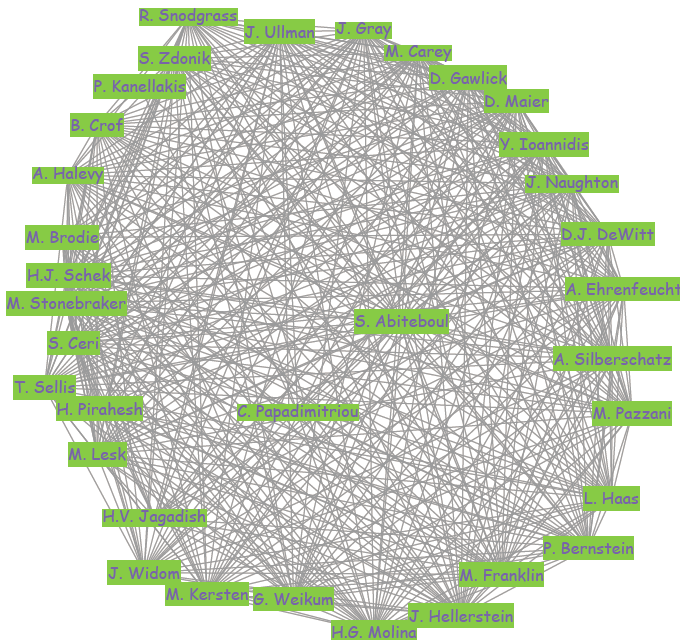 R. Snodgrass
J. Ullman
J. Gray
M. Carey
S. Zdonik
D. Gawlick
P. Kanellakis
D. Maier
B. Crof
Y. Ioannidis
A. Halevy
J. Naughton
M. Brodie
D.J. DeWitt
H.J. Schek
A. Ehrenfeucht
M. Stonebraker
S. Abiteboul
S. Ceri
A. Silberschatz
T. Sellis
H. Pirahesh
C. Papadimitriou
M. Pazzani
M. Lesk
L. Haas
H.V. Jagadish
P. Bernstein
J. Widom
M. Franklin
M. Kersten
G. Weikum
J. Hellerstein
H.G. Molina